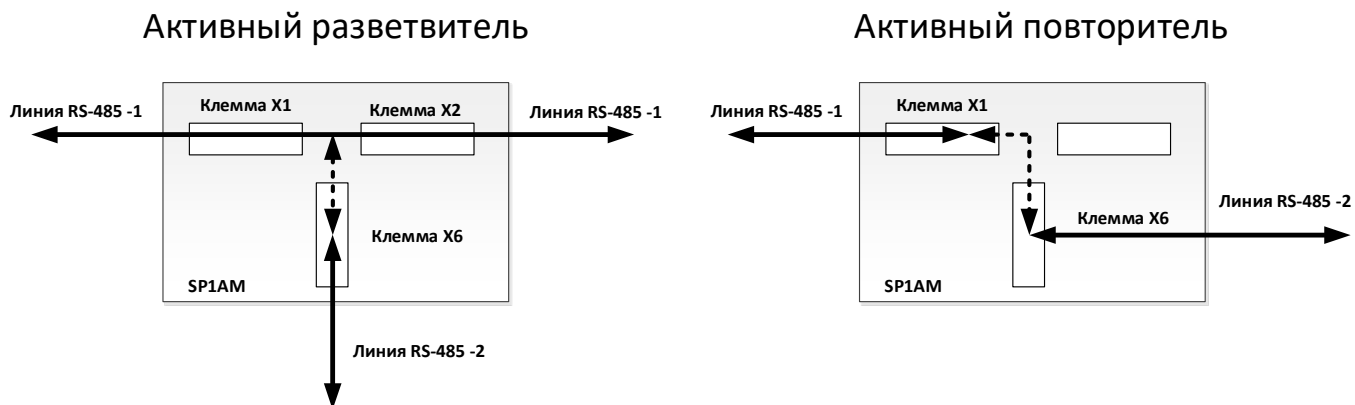 Активный разветвитель
Линия RS-485 -1
Клемма X1
Клемма X2
Линия RS-485 -1
Клемма X6
SP1AM
Линия RS-485 -2
Активный повторитель
Линия RS-485 -1
Клемма X1
Линия RS-485 -2
Клемма X6
SP1AM